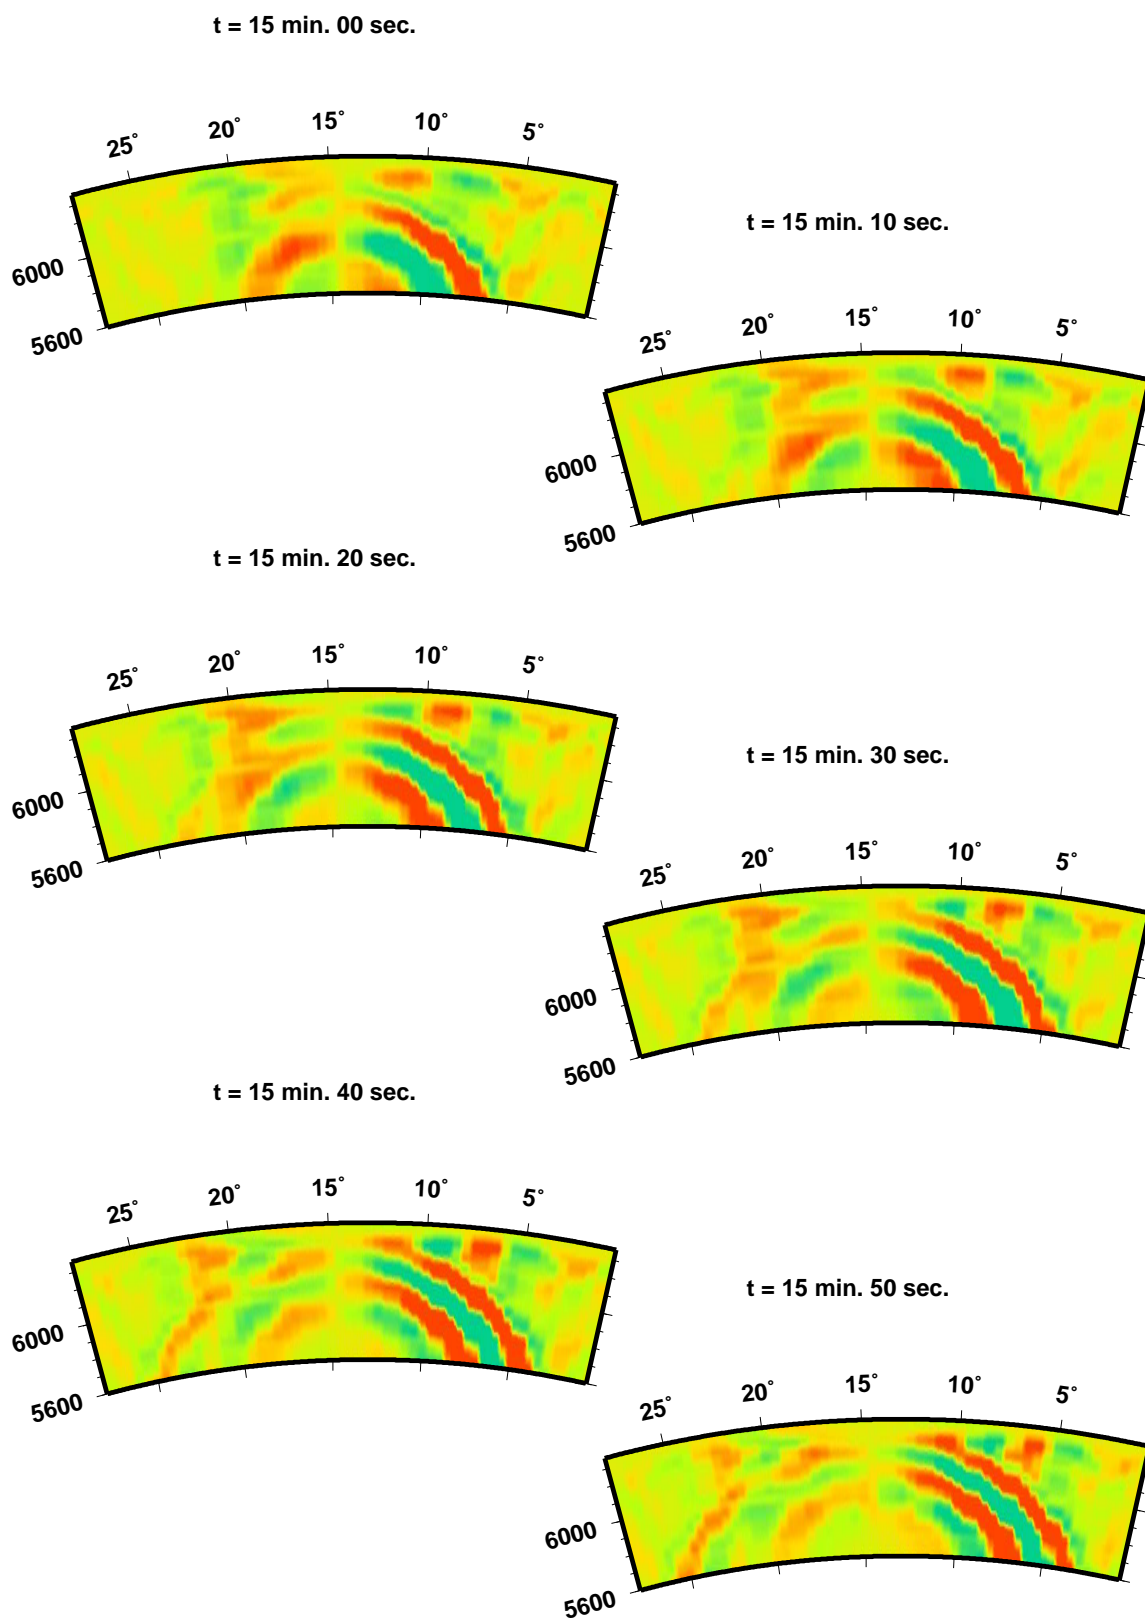 t = 15 min. 00 sec.
25° 20° 15° 10° 5°
6000
5600
t = 15 min. 10 sec.
25° 20° 15° 10° 5°
6000
5600
t = 15 min. 20 sec.
25° 20° 15° 10° 5°
6000
5600
t = 15 min. 30 sec.
25° 20° 15° 10° 5°
6000
5600
t = 15 min. 40 sec.
25° 20° 15° 10° 5°
6000
5600
t = 15 min. 50 sec.
25° 20° 15° 10° 5°
6000
5600